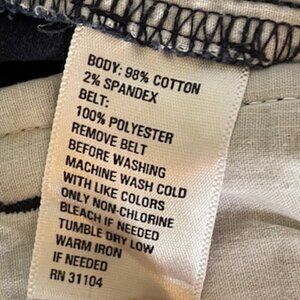 BODY: 98% COTTON
2% SPANDEX
BELT:
100% POLYESTER
REMOVE BELT
BEFORE WASHING
MACHINE WASH COLD
WITH LIKE COLORS
ONLY NON-CHLORINE
BLEACH IF NEEDED
TUMBLE DRY LOW
WARM IRON
IF NEEDED
RN 31104